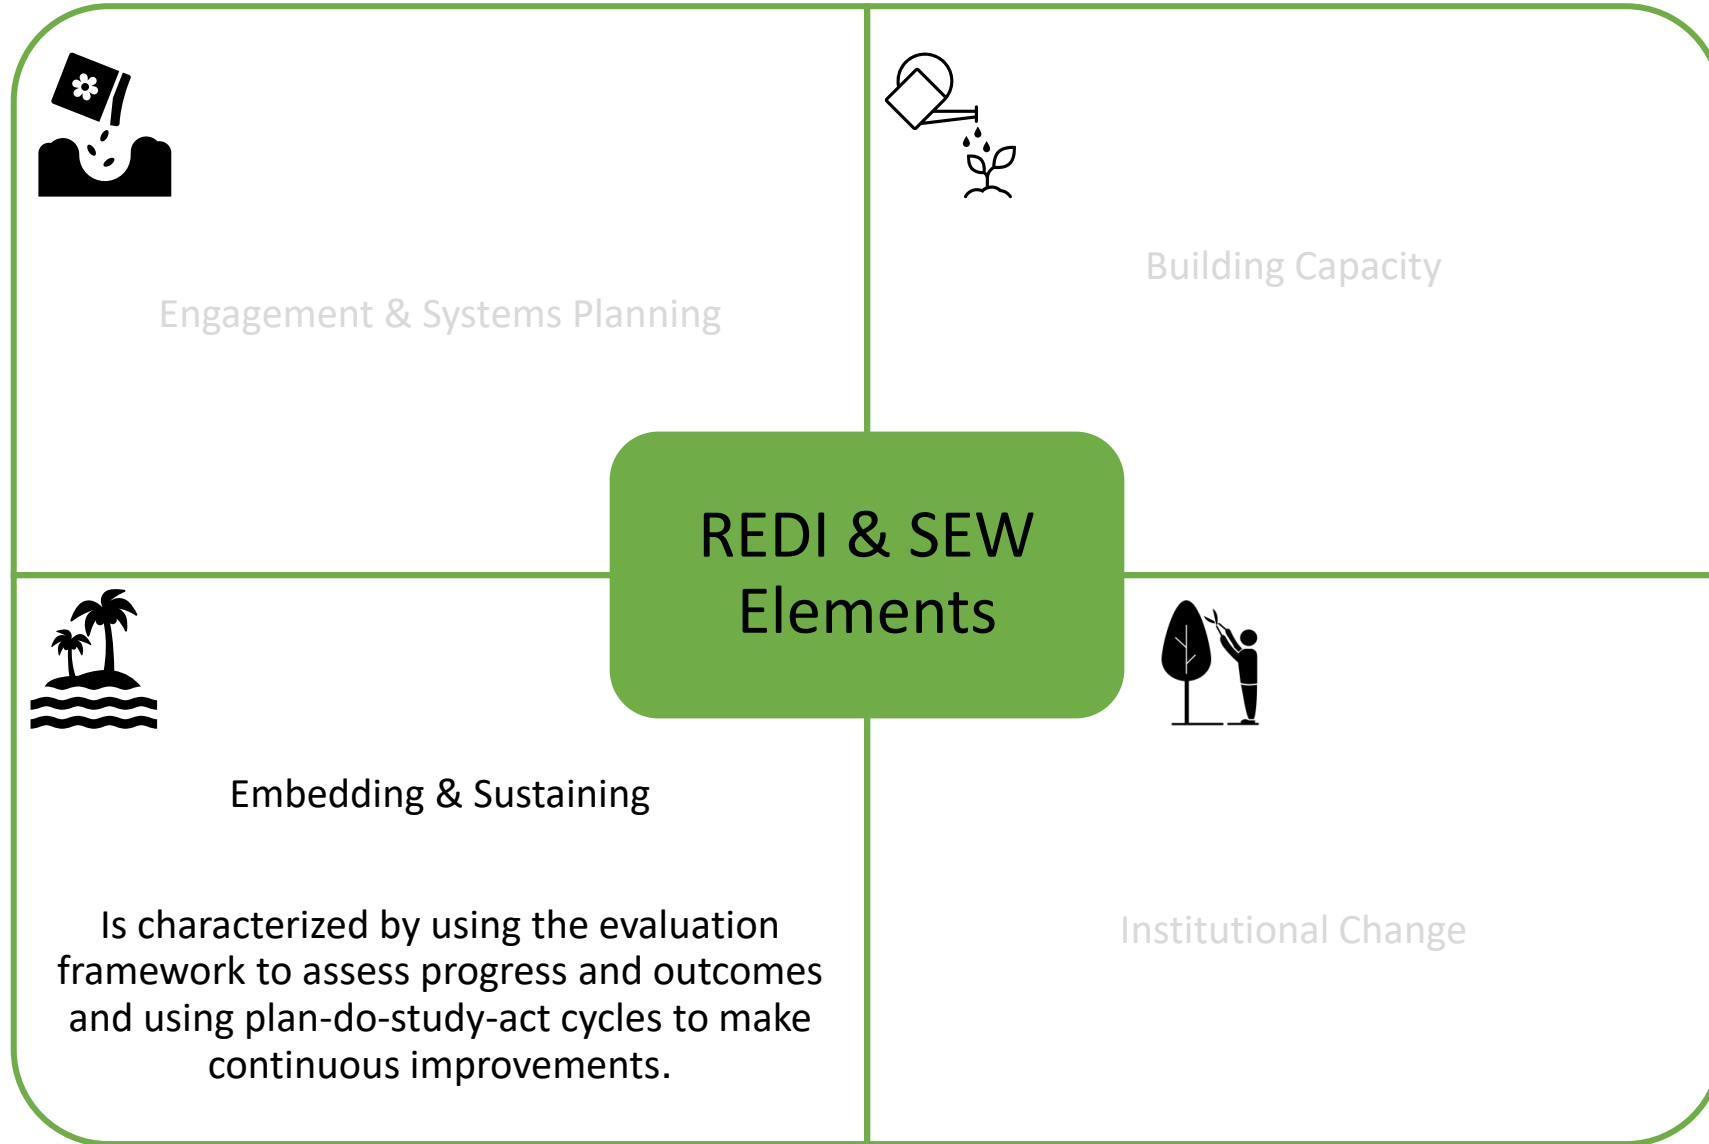 Engagement & Systems Planning
Building Capacity
REDI & SEW
Elements
Embedding & Sustaining
Is characterized by using the evaluation
framework to assess progress and outcomes
and using plan-do-study-act cycles to make
continuous improvements.
Institutional Change